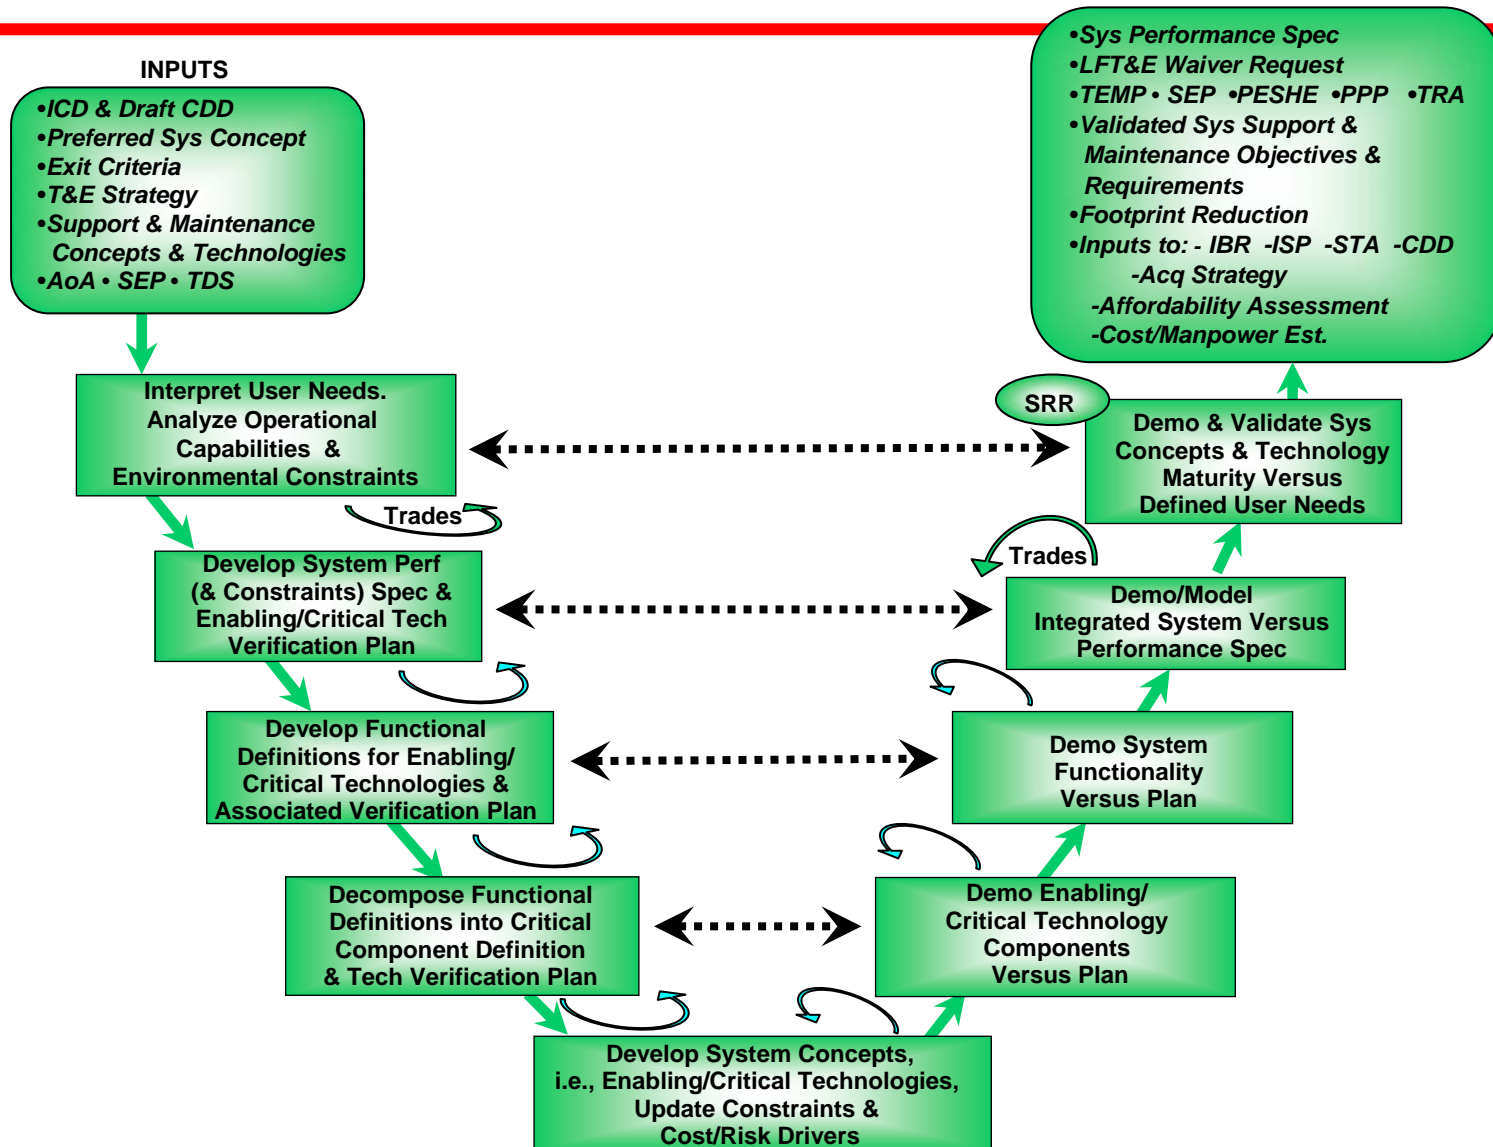 INPUTS
•ICD & Draft CDD
•Preferred Sys Concept
•Exit Criteria
•T&E Strategy
•Support & Maintenance
Concepts & Technologies
•AoA • SEP • TDS
•Sys Performance Spec
•LFT&E Waiver Request
•TEMP • SEP •PESHE •PPP •TRA
•Validated Sys Support &
Maintenance Objectives &
Requirements
•Footprint Reduction
•Inputs to: - IBR -ISP -STA -CDD
-Acq Strategy
-Affordability Assessment
-Cost/Manpower Est.
Interpret User Needs.
Analyze Operational
Capabilities &
Environmental Constraints
SRR
Demo & Validate Sys
Concepts & Technology
Maturity Versus
Defined User Needs
Trades
Trades
Develop System Perf
(& Constraints) Spec &
Enabling/Critical Tech
Verification Plan
Demo/Model
Integrated System Versus
Performance Spec
Develop Functional
Definitions for Enabling/
Critical Technologies &
Associated Verification Plan
Demo System
Functionality
Versus Plan
Decompose Functional
Definitions into Critical
Component Definition
& Tech Verification Plan
Demo Enabling/
Critical Technology
Components
Versus Plan
Develop System Concepts,
i.e., Enabling/Critical Technologies,
Update Constraints &
Cost/Risk Drivers